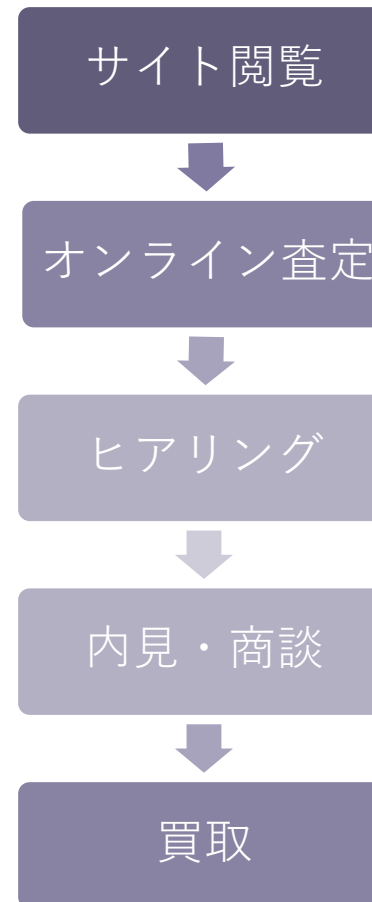 サイト閲覧
オンライン査定
ヒアリング
内見・商談
買取